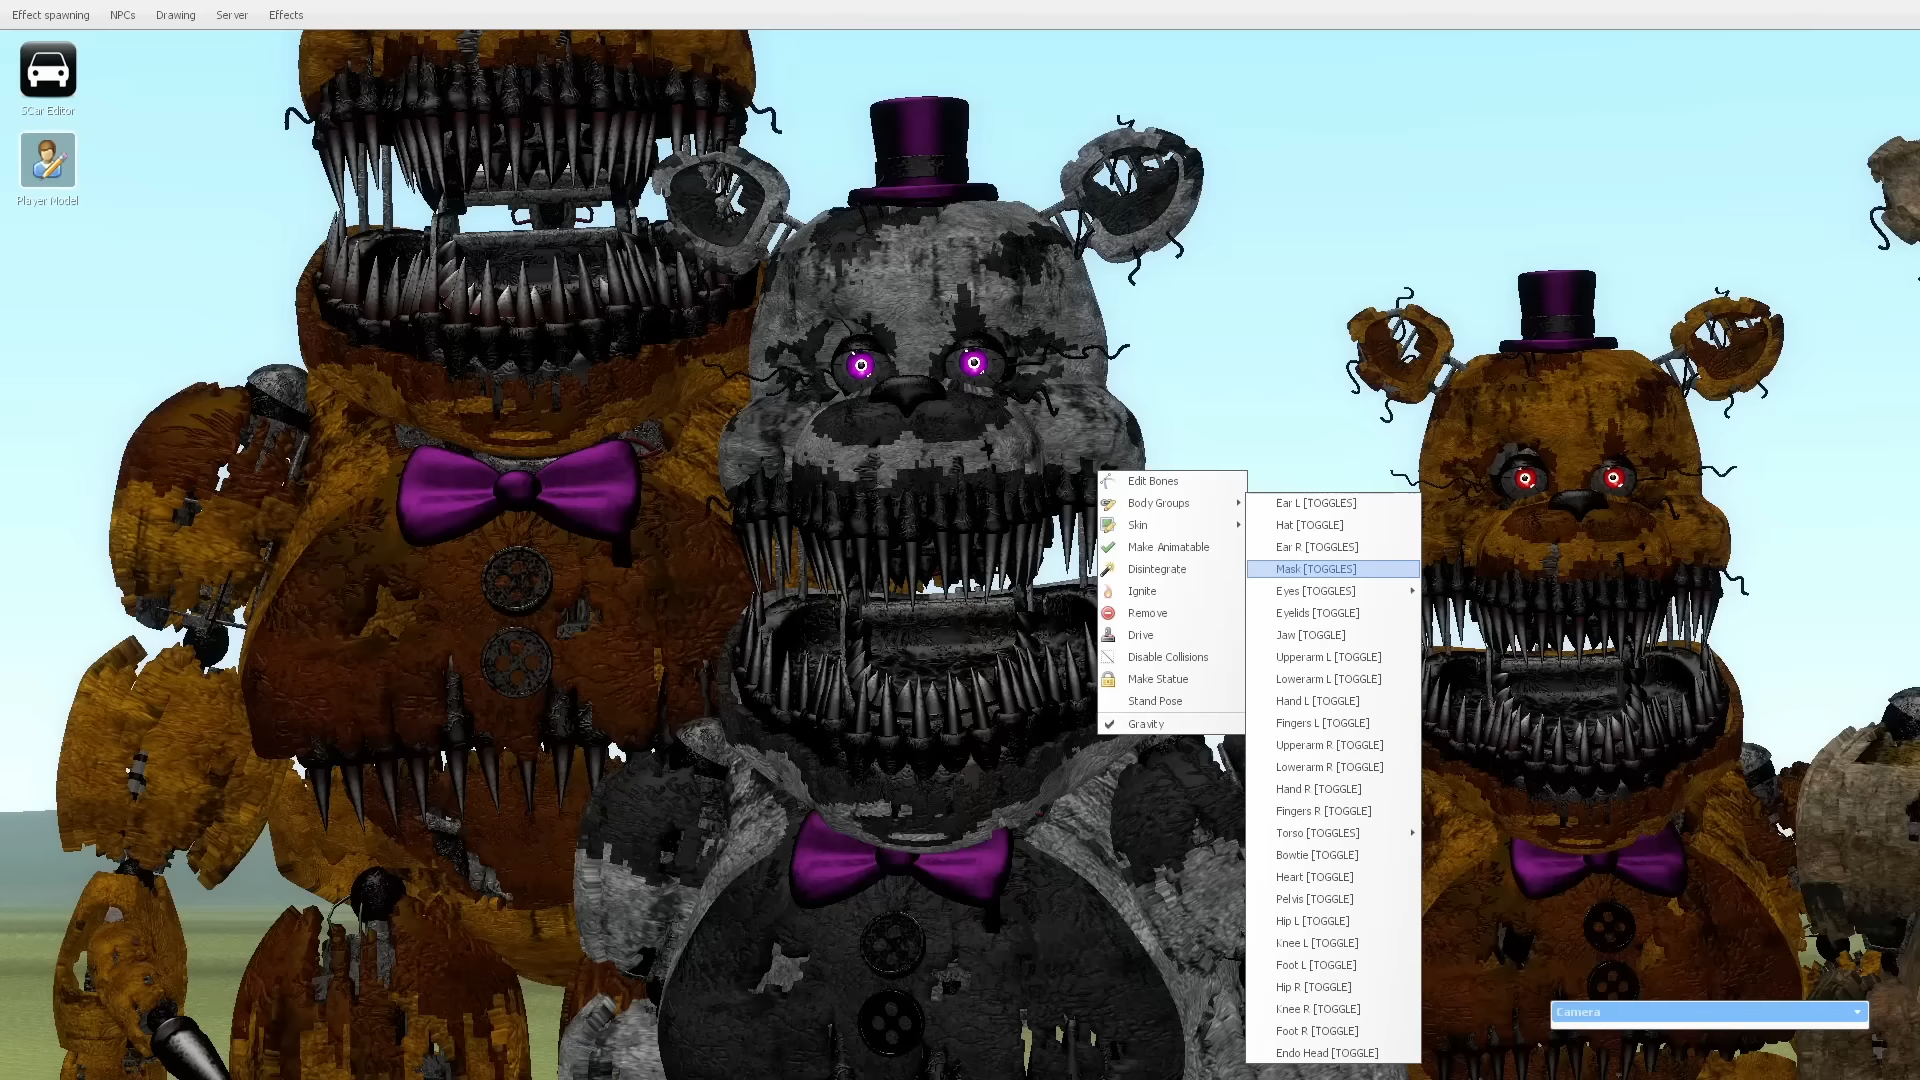 Effect spawning NPCs Drawing Server Effects
SCar Editor
Player Model
Edit Bones
Body Groups
Skin
Make Animatable
Disintegrate
Ignite
Remove
Drive
Disable Collisions
Make Statue
Stand Pose
Gravity
Ear L [TOGGLES]
Hat [TOGGLE]
Ear R [TOGGLES]
Mask [TOGGLES]
Eyes [TOGGLES]
Eyelids [TOGGLE]
Jaw [TOGGLE]
Upperarm L [TOGGLE]
Lowerarm L [TOGGLE]
Hand L [TOGGLE]
Fingers L [TOGGLE]
Upperarm R [TOGGLE]
Lowerarm R [TOGGLE]
Hand R [TOGGLE]
Fingers R [TOGGLE]
Torso [TOGGLES]
Bowtie [TOGGLE]
Heart [TOGGLE]
Pelvis [TOGGLE]
Hip L [TOGGLE]
Knee L [TOGGLE]
Foot L [TOGGLE]
Hip R [TOGGLE]
Knee R [TOGGLE]
Foot R [TOGGLE]
Endo Head [TOGGLE]
Camera